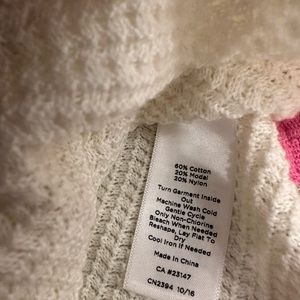 60% Cotton
20% Modal
20% Nylon
Turn Garment Inside
Out
Machine Wash Cold
Gentle Cycle
Only Non-Chlorine
Bleach When Needed
Reshape, Lay Flat To
Dry
Cool Iron If Needed
Made In China
CA #23147
CN2394 10/16